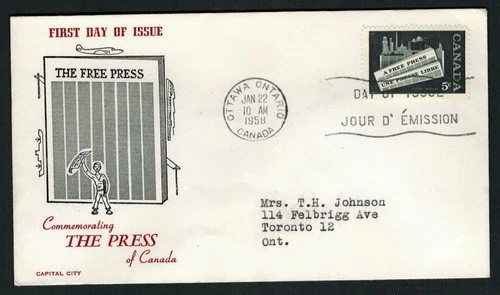 FIRST DAY OF ISSUE
THE FREE PRESS
Commemorating
THE PRESS
of Canada
CAPITAL CITY
OTTAWA ONTARIO
JAN 22
10 AM
1958
CANADA
A FREE PRESS
UNE PRESSE LIBRE
CANADA
5¢
DAY OF ISSUE
JOUR D'ÉMISSION
Mrs. T.H. Johnson
114 Felbrigg Ave
Toronto 12
Ont.